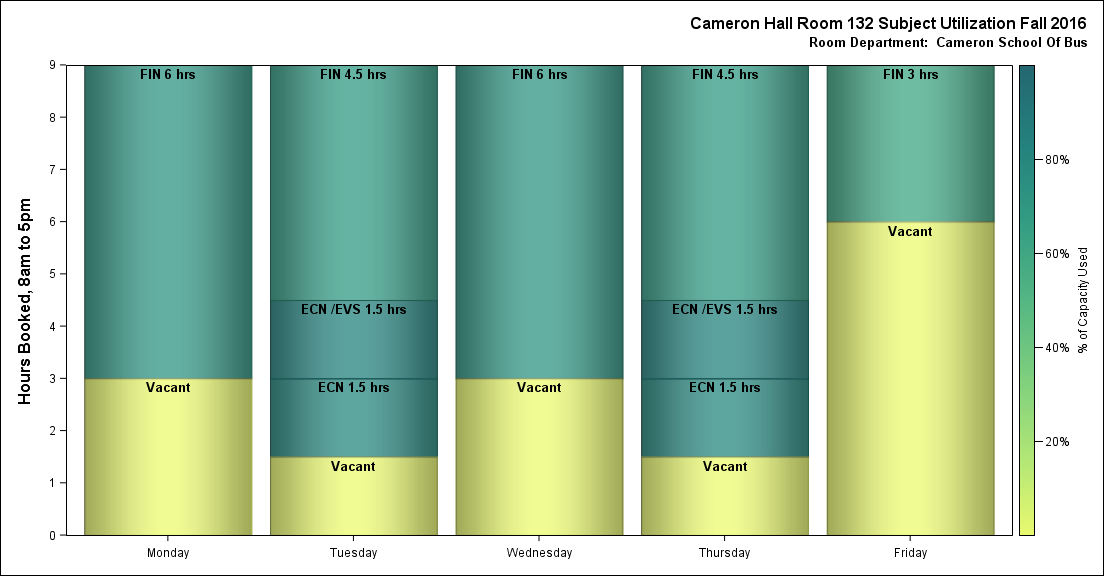 Cameron Hall Room 132 Subject Utilization Fall 2016
Room Department:  Cameron School Of Bus
Hours Booked, 8am to 5pm
9
8
7
6
5
4
3
2
1
0
FIN 6 hrs
Vacant
FIN 4.5 hrs
ECN /EVS 1.5 hrs
ECN 1.5 hrs
Vacant
FIN 6 hrs
Vacant
FIN 4.5 hrs
ECN /EVS 1.5 hrs
ECN 1.5 hrs
Vacant
FIN 3 hrs
Vacant
Monday
Tuesday
Wednesday
Thursday
Friday
80%
60%
40%
20%
% of Capacity Used